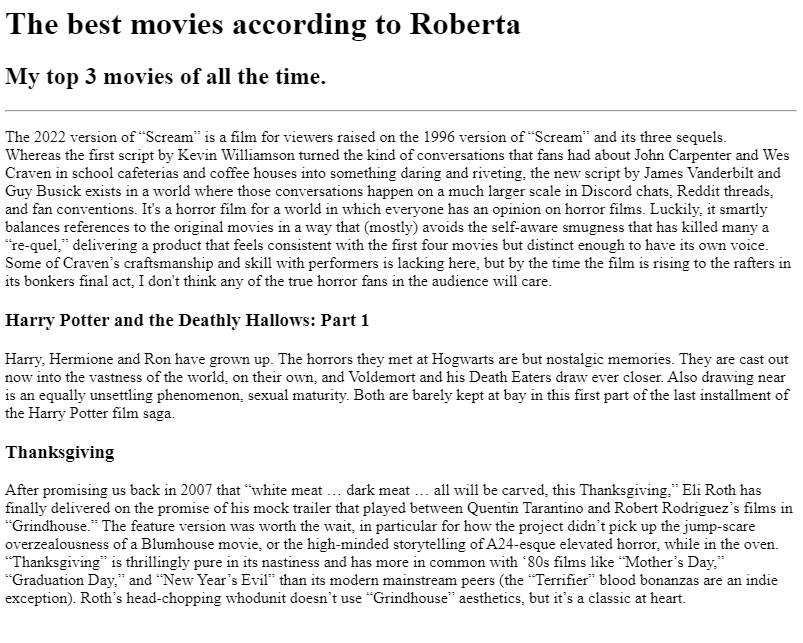 The best movies according to Roberta
My top 3 movies of all the time.
The 2022 version of “Scream” is a film for viewers raised on the 1996 version of “Scream” and its three sequels.
Whereas the first script by Kevin Williamson turned the kind of conversations that fans had about John Carpenter and Wes
Craven in school cafeterias and coffee houses into something daring and riveting, the new script by James Vanderbilt and
Guy Busick exists in a world where those conversations happen on a much larger scale in Discord chats, Reddit threads,
and fan conventions. It's a horror film for a world in which everyone has an opinion on horror films. Luckily, it smartly
balances references to the original movies in a way that (mostly) avoids the self-aware smugness that has killed many a
“re-quel,” delivering a product that feels consistent with the first four movies but distinct enough to have its own voice.
Some of Craven’s craftsmanship and skill with performers is lacking here, but by the time the film is rising to the rafters in
its bonkers final act, I don't think any of the true horror fans in the audience will care.
Harry Potter and the Deathly Hallows: Part 1
Harry, Hermione and Ron have grown up. The horrors they met at Hogwarts are but nostalgic memories. They are cast out
now into the vastness of the world, on their own, and Voldemort and his Death Eaters draw ever closer. Also drawing near
is an equally unsettling phenomenon, sexual maturity. Both are barely kept at bay in this first part of the last installment of
the Harry Potter film saga.
Thanksgiving
After promising us back in 2007 that “white meat … dark meat … all will be carved, this Thanksgiving,” Eli Roth has
finally delivered on the promise of his mock trailer that played between Quentin Tarantino and Robert Rodriguez’s films in
“Grindhouse.” The feature version was worth the wait, in particular for how the project didn’t pick up the jump-scare
overzealousness of a Blumhouse movie, or the high-minded storytelling of A24-esque elevated horror, while in the oven.
“Thanksgiving” is thrillingly pure in its nastiness and has more in common with ‘80s films like “Mother’s Day,”
“Graduation Day,” and “New Year’s Evil” than its modern mainstream peers (the “Terrifier” blood bonanzas are an indie
exception). Roth’s head-chopping whodunit doesn’t use “Grindhouse” aesthetics, but it’s a classic at heart.